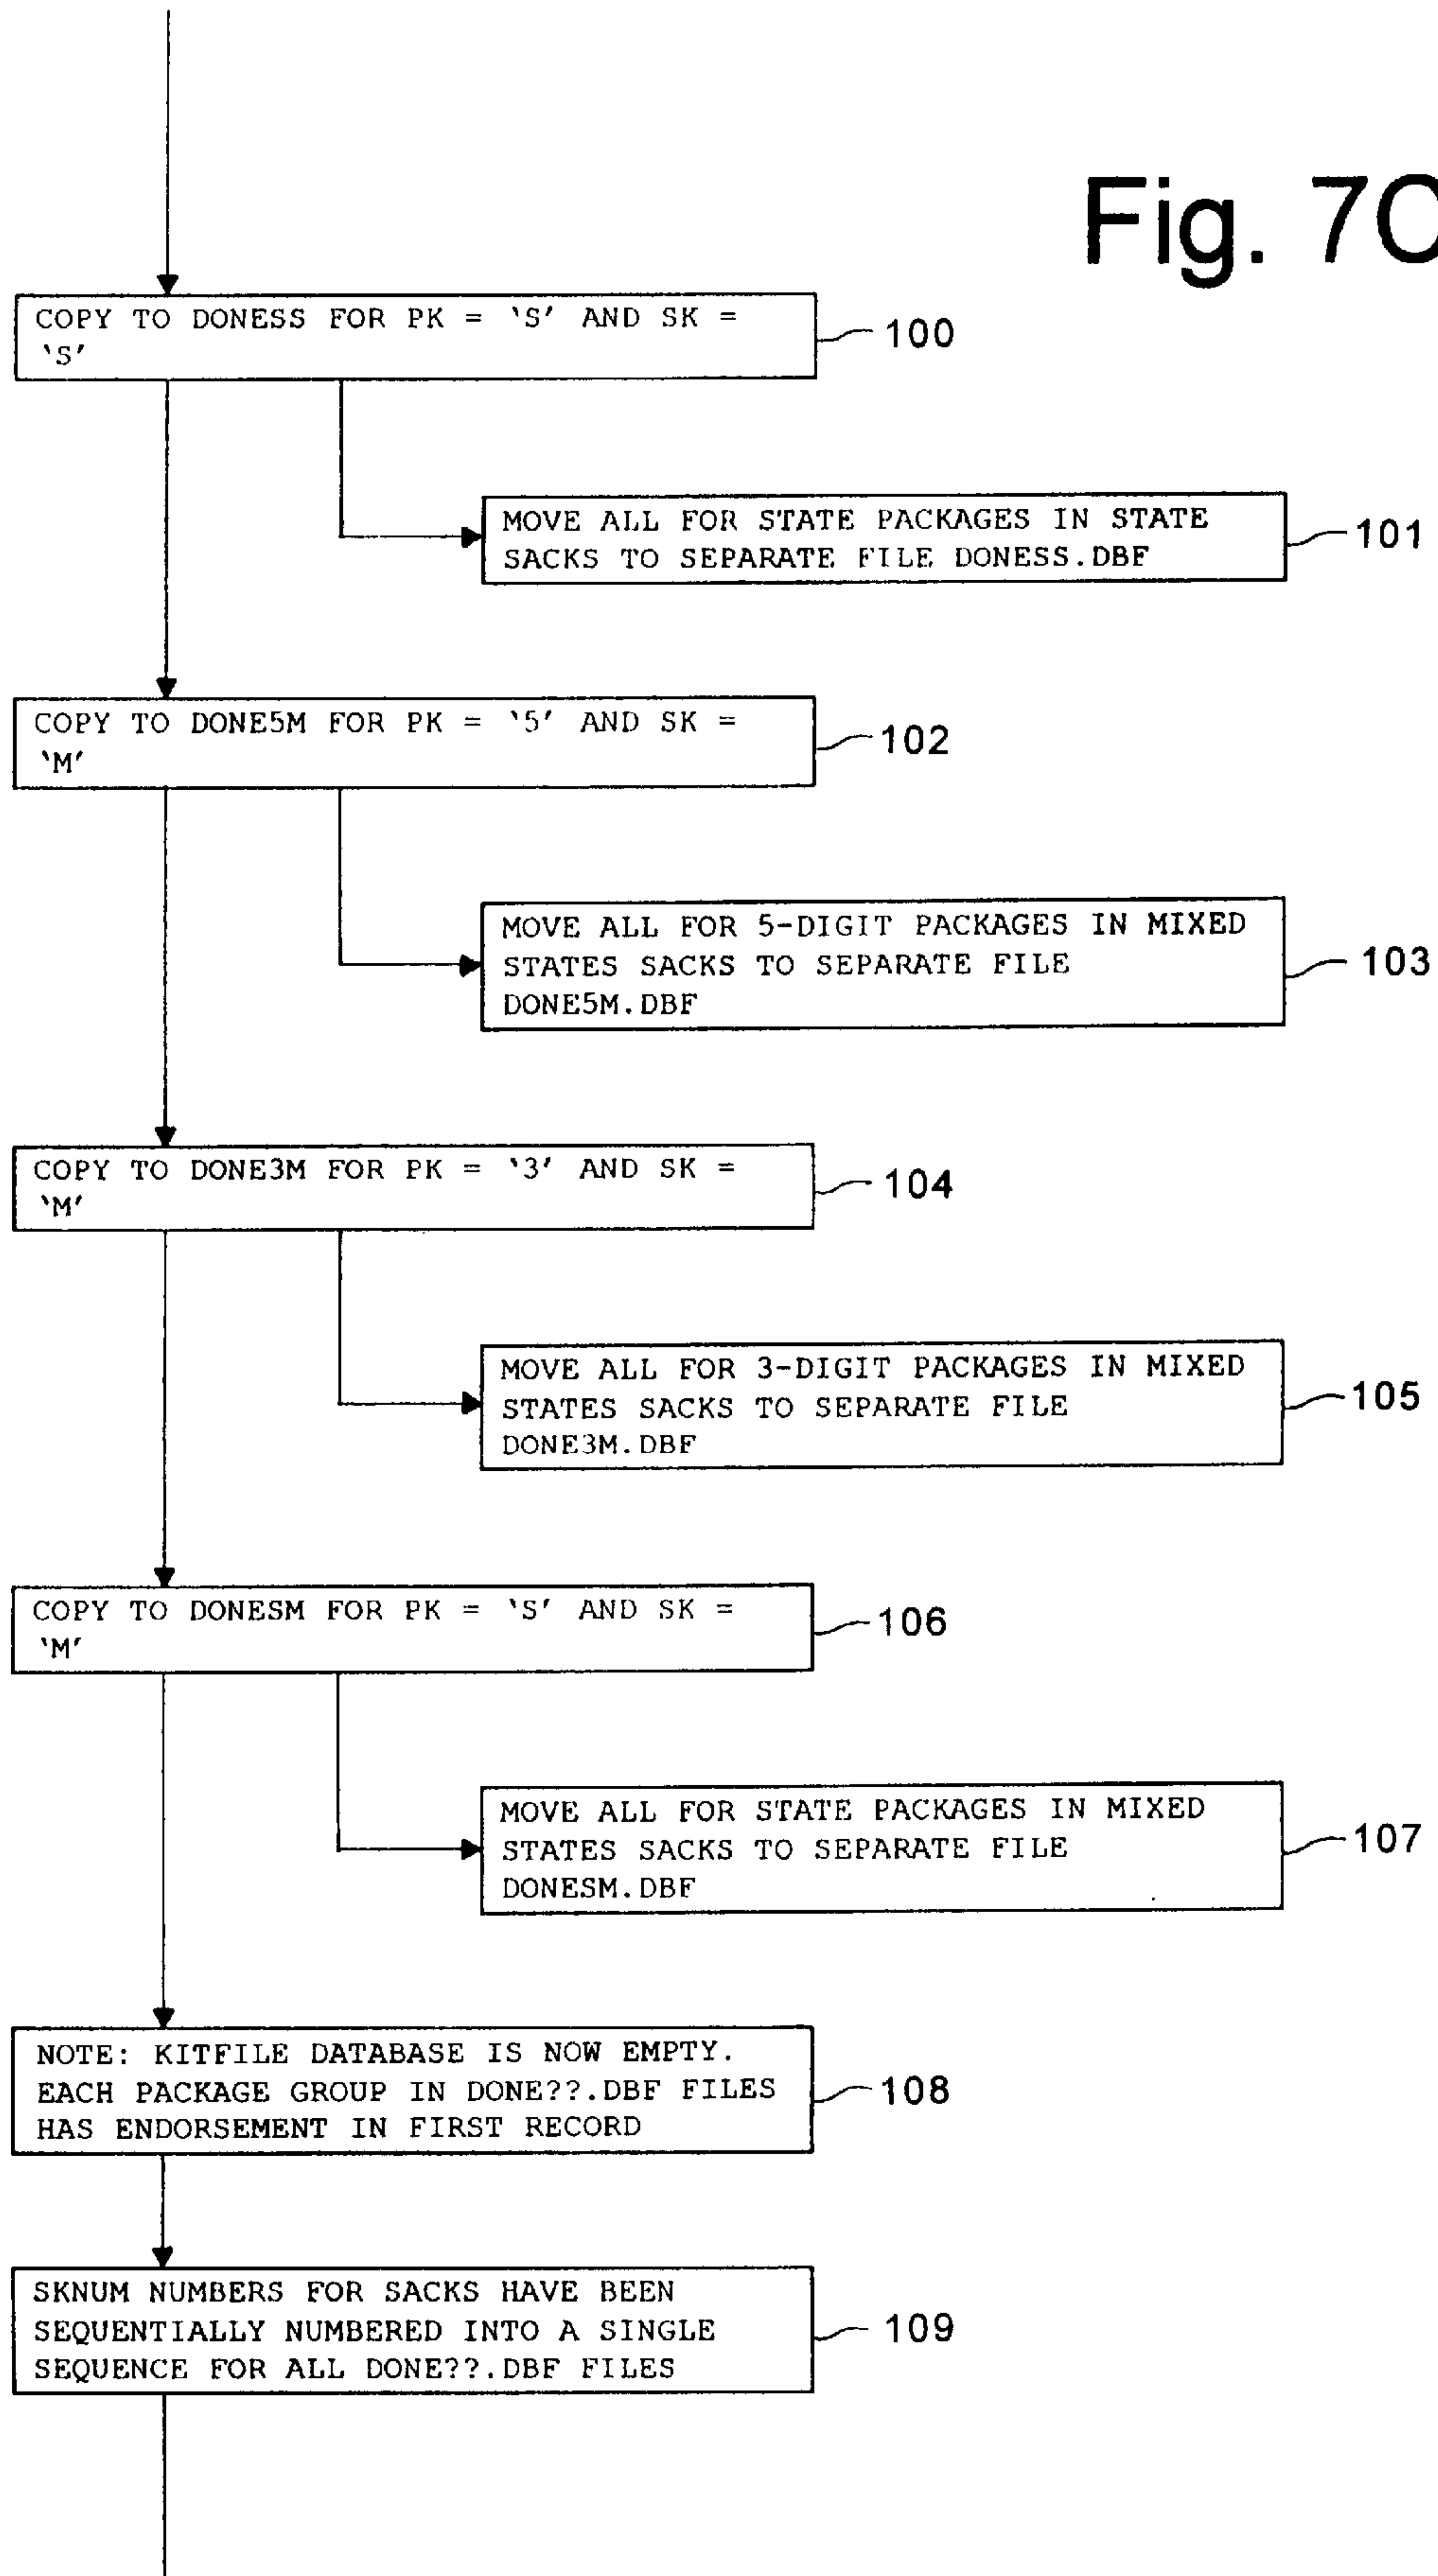 Fig. 7C
COPY TO DONESS FOR PK = 'S' AND SK =
'S'
100
MOVE ALL FOR STATE PACKAGES IN STATE
SACKS TO SEPARATE FILE DONESS.DBF
101
COPY TO DONE5M FOR PK = '5' AND SK =
'M'
102
MOVE ALL FOR 5-DIGIT PACKAGES IN MIXED
STATES SACKS TO SEPARATE FILE
DONE5M.DBF
103
COPY TO DONE3M FOR PK = '3' AND SK =
'M'
104
MOVE ALL FOR 3-DIGIT PACKAGES IN MIXED
STATES SACKS TO SEPARATE FILE
DONE3M.DBF
105
COPY TO DONESM FOR PK = 'S' AND SK =
'M'
106
MOVE ALL FOR STATE PACKAGES IN MIXED
STATES SACKS TO SEPARATE FILE
DONESM.DBF
107
NOTE: KITFILE DATABASE IS NOW EMPTY.
EACH PACKAGE GROUP IN DONE??.DBF FILES
HAS ENDORSEMENT IN FIRST RECORD
108
SKNUM NUMBERS FOR SACKS HAVE BEEN
SEQUENTIALLY NUMBERED INTO A SINGLE
SEQUENCE FOR ALL DONE??.DBF FILES
109